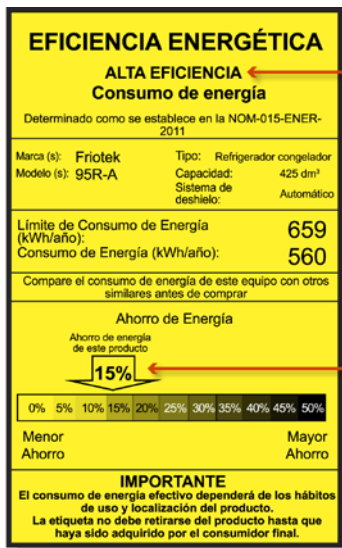 EFICIENCIA ENERGÉTICA
ALTA EFICIENCIA
Consumo de energía
Determinado como se establece en la NOM-015-ENER-
2011
Marca (s): Friotek
Modelo (s): 95R-A
Tipo: Refrigerador congelador
Capacidad: 425 dm³
Sistema de
deshielo: Automático
Límite de Consumo de Energía
(kWh/año): 659
Consumo de Energía (kWh/año): 560
Compare el consumo de energía de este equipo con otros
similares antes de comprar
Ahorro de Energía
Ahorro de energía
de este producto
15%
0% 5% 10% 15% 20% 25% 30% 35% 40% 45% 50%
Menor
Ahorro
Mayor
Ahorro
IMPORTANTE
El consumo de energía efectivo dependerá de los hábitos
de uso y localización del producto.
La etiqueta no debe retirarse del producto hasta que
haya sido adquirido por el consumidor final.